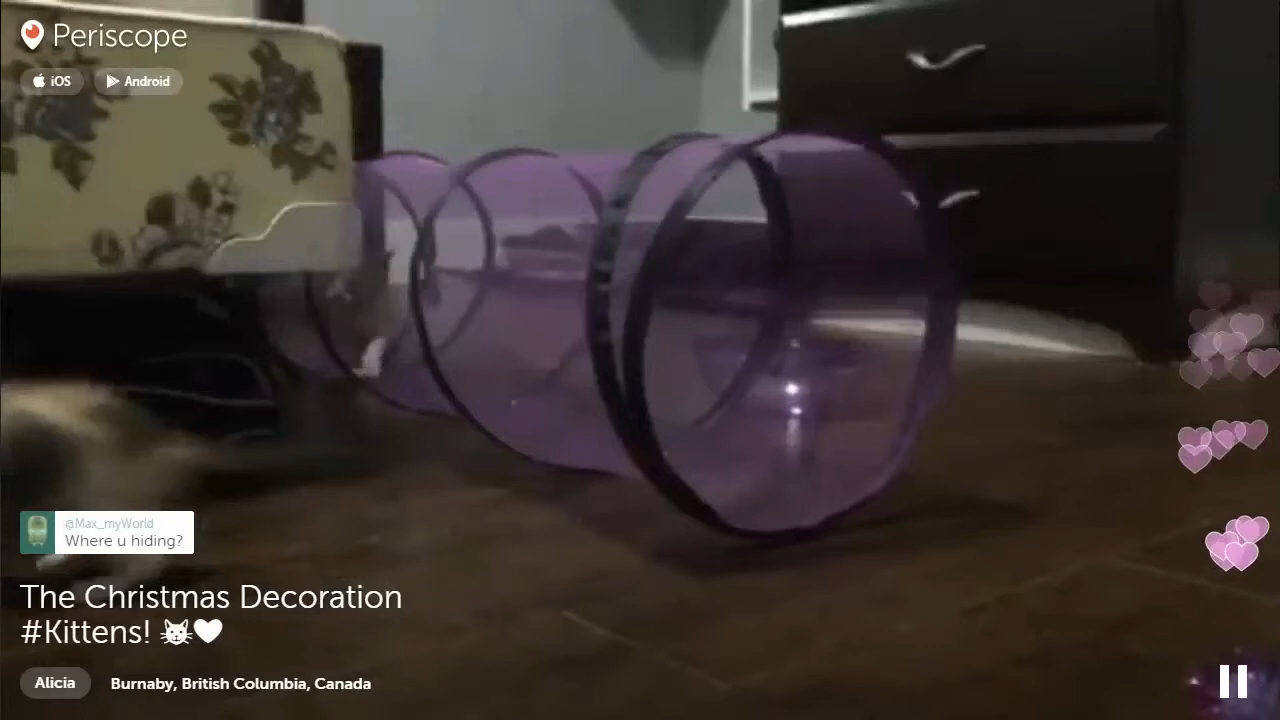 Periscope
iOS
Android
@Max_myWorld
Where u hiding?
The Christmas Decoration
#Kittens! 🐱🤍
Alicia
Burnaby, British Columbia, Canada